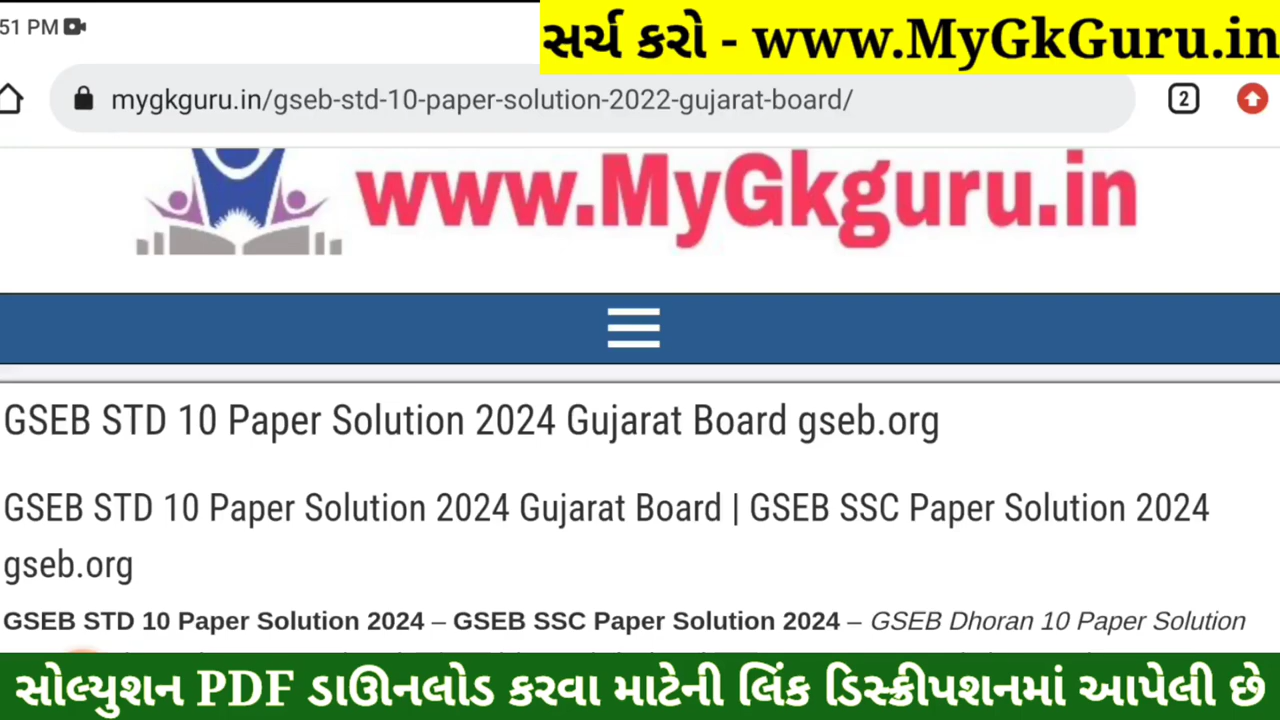 51 PM
સર્ચ કરો - www.MyGkGuru.in
mygkguru.in/gseb-std-10-paper-solution-2022-gujarat-board/
2
www.MyGkguru.in
GSEB STD 10 Paper Solution 2024 Gujarat Board gseb.org
GSEB STD 10 Paper Solution 2024 Gujarat Board | GSEB SSC Paper Solution 2024
gseb.org
GSEB STD 10 Paper Solution 2024 – GSEB SSC Paper Solution 2024 – GSEB Dhoran 10 Paper Solution
સોલ્યુશન PDF ડાઊનલોડ કરવા માટેની લિંક ડિસ્ક્રીપશનમાં આપેલી છે